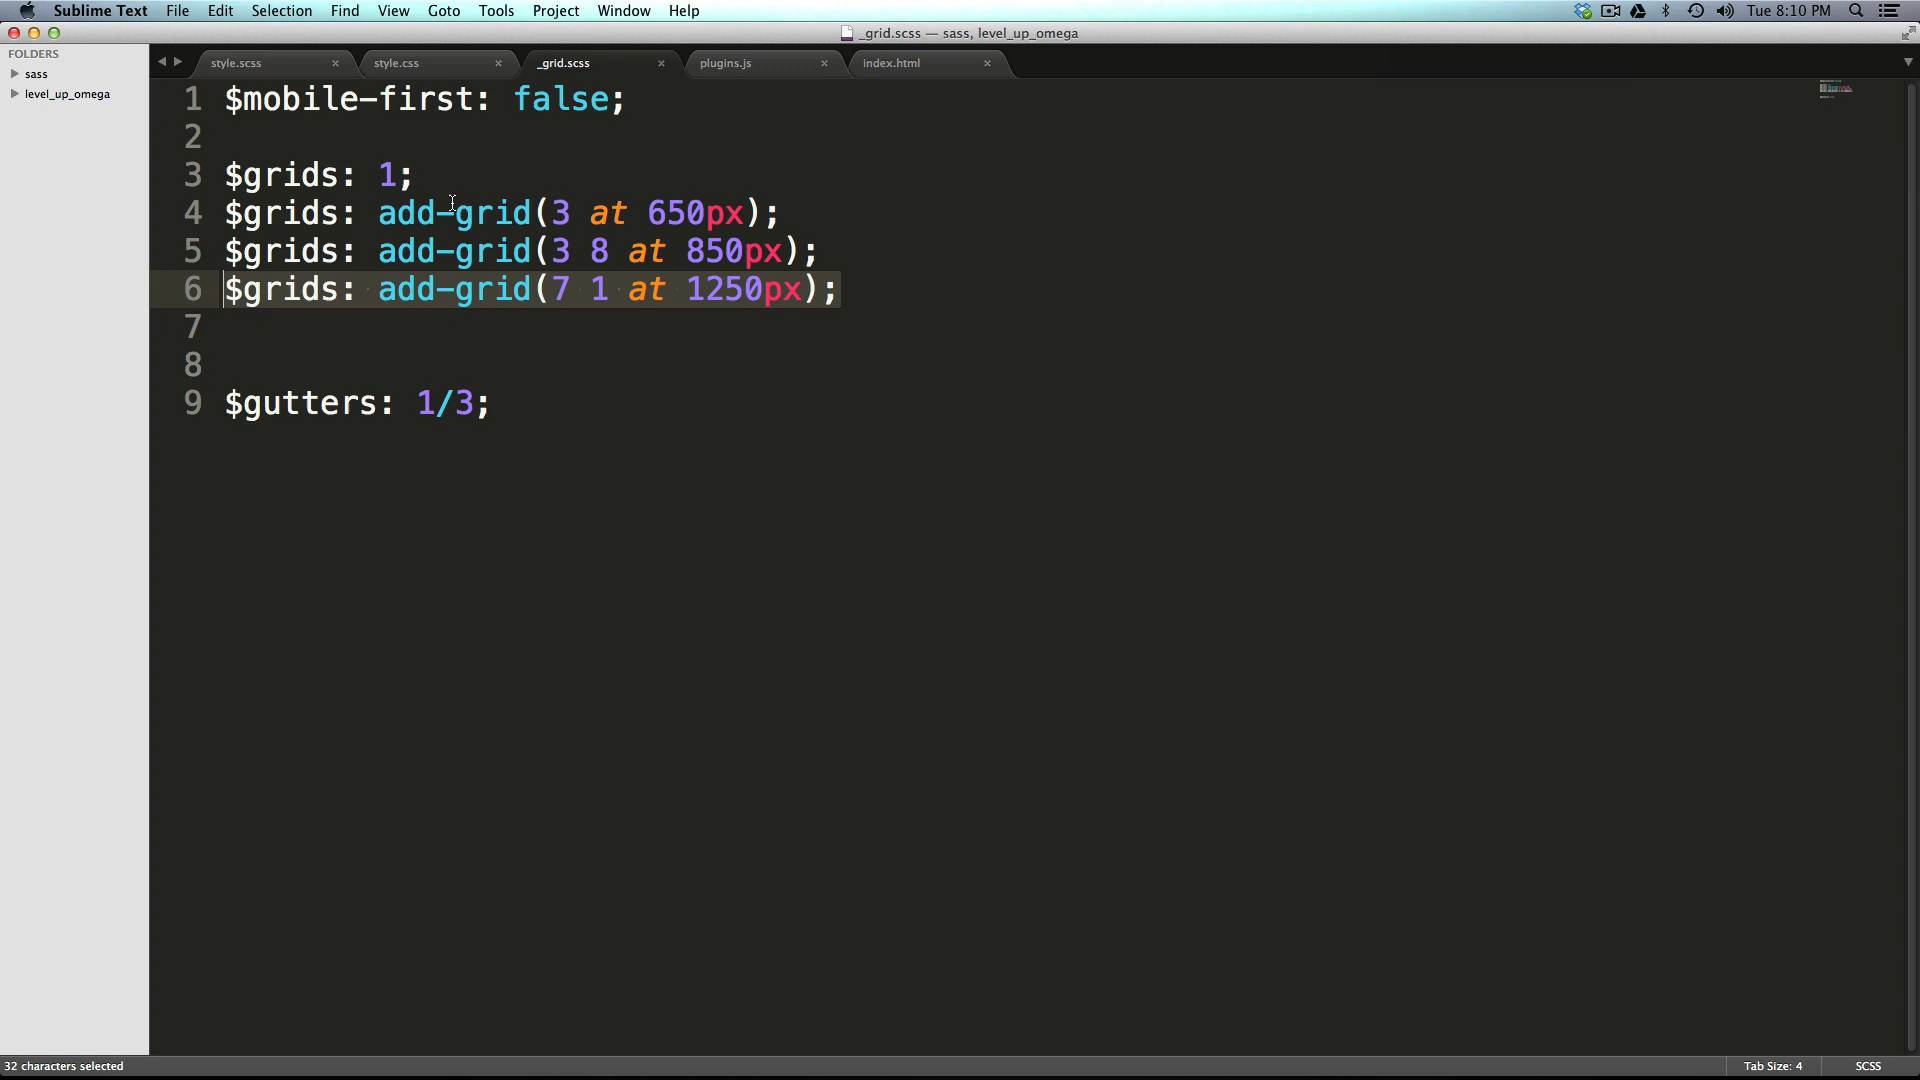 Sublime Text File Edit Selection Find View Goto Tools Project Window Help Tue 8:10 PM
_grid.scss — sass, level_up_omega
FOLDERS
sass
level_up_omega
style.scss × style.css × _grid.scss × plugins.js × index.html ×
1 $mobile-first: false;
2
3 $grids: 1;
4 $grids: add-grid(3 at 650px);
5 $grids: add-grid(3 8 at 850px);
6 $grids: add-grid(7 1 at 1250px);
7
8
9 $gutters: 1/3;
32 characters selected Tab Size: 4 SCSS